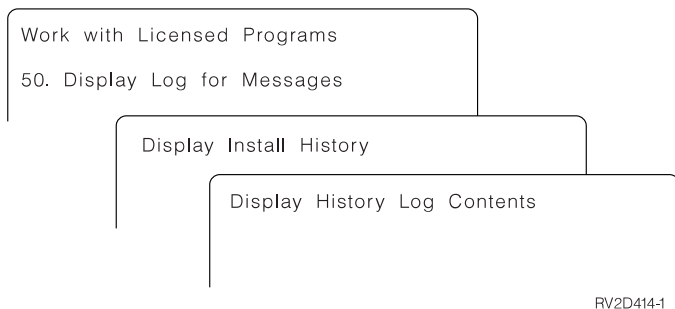 Work with Licensed Programs
50. Display Log for Messages
Display Install History
Display History Log Contents
RV2D414-1